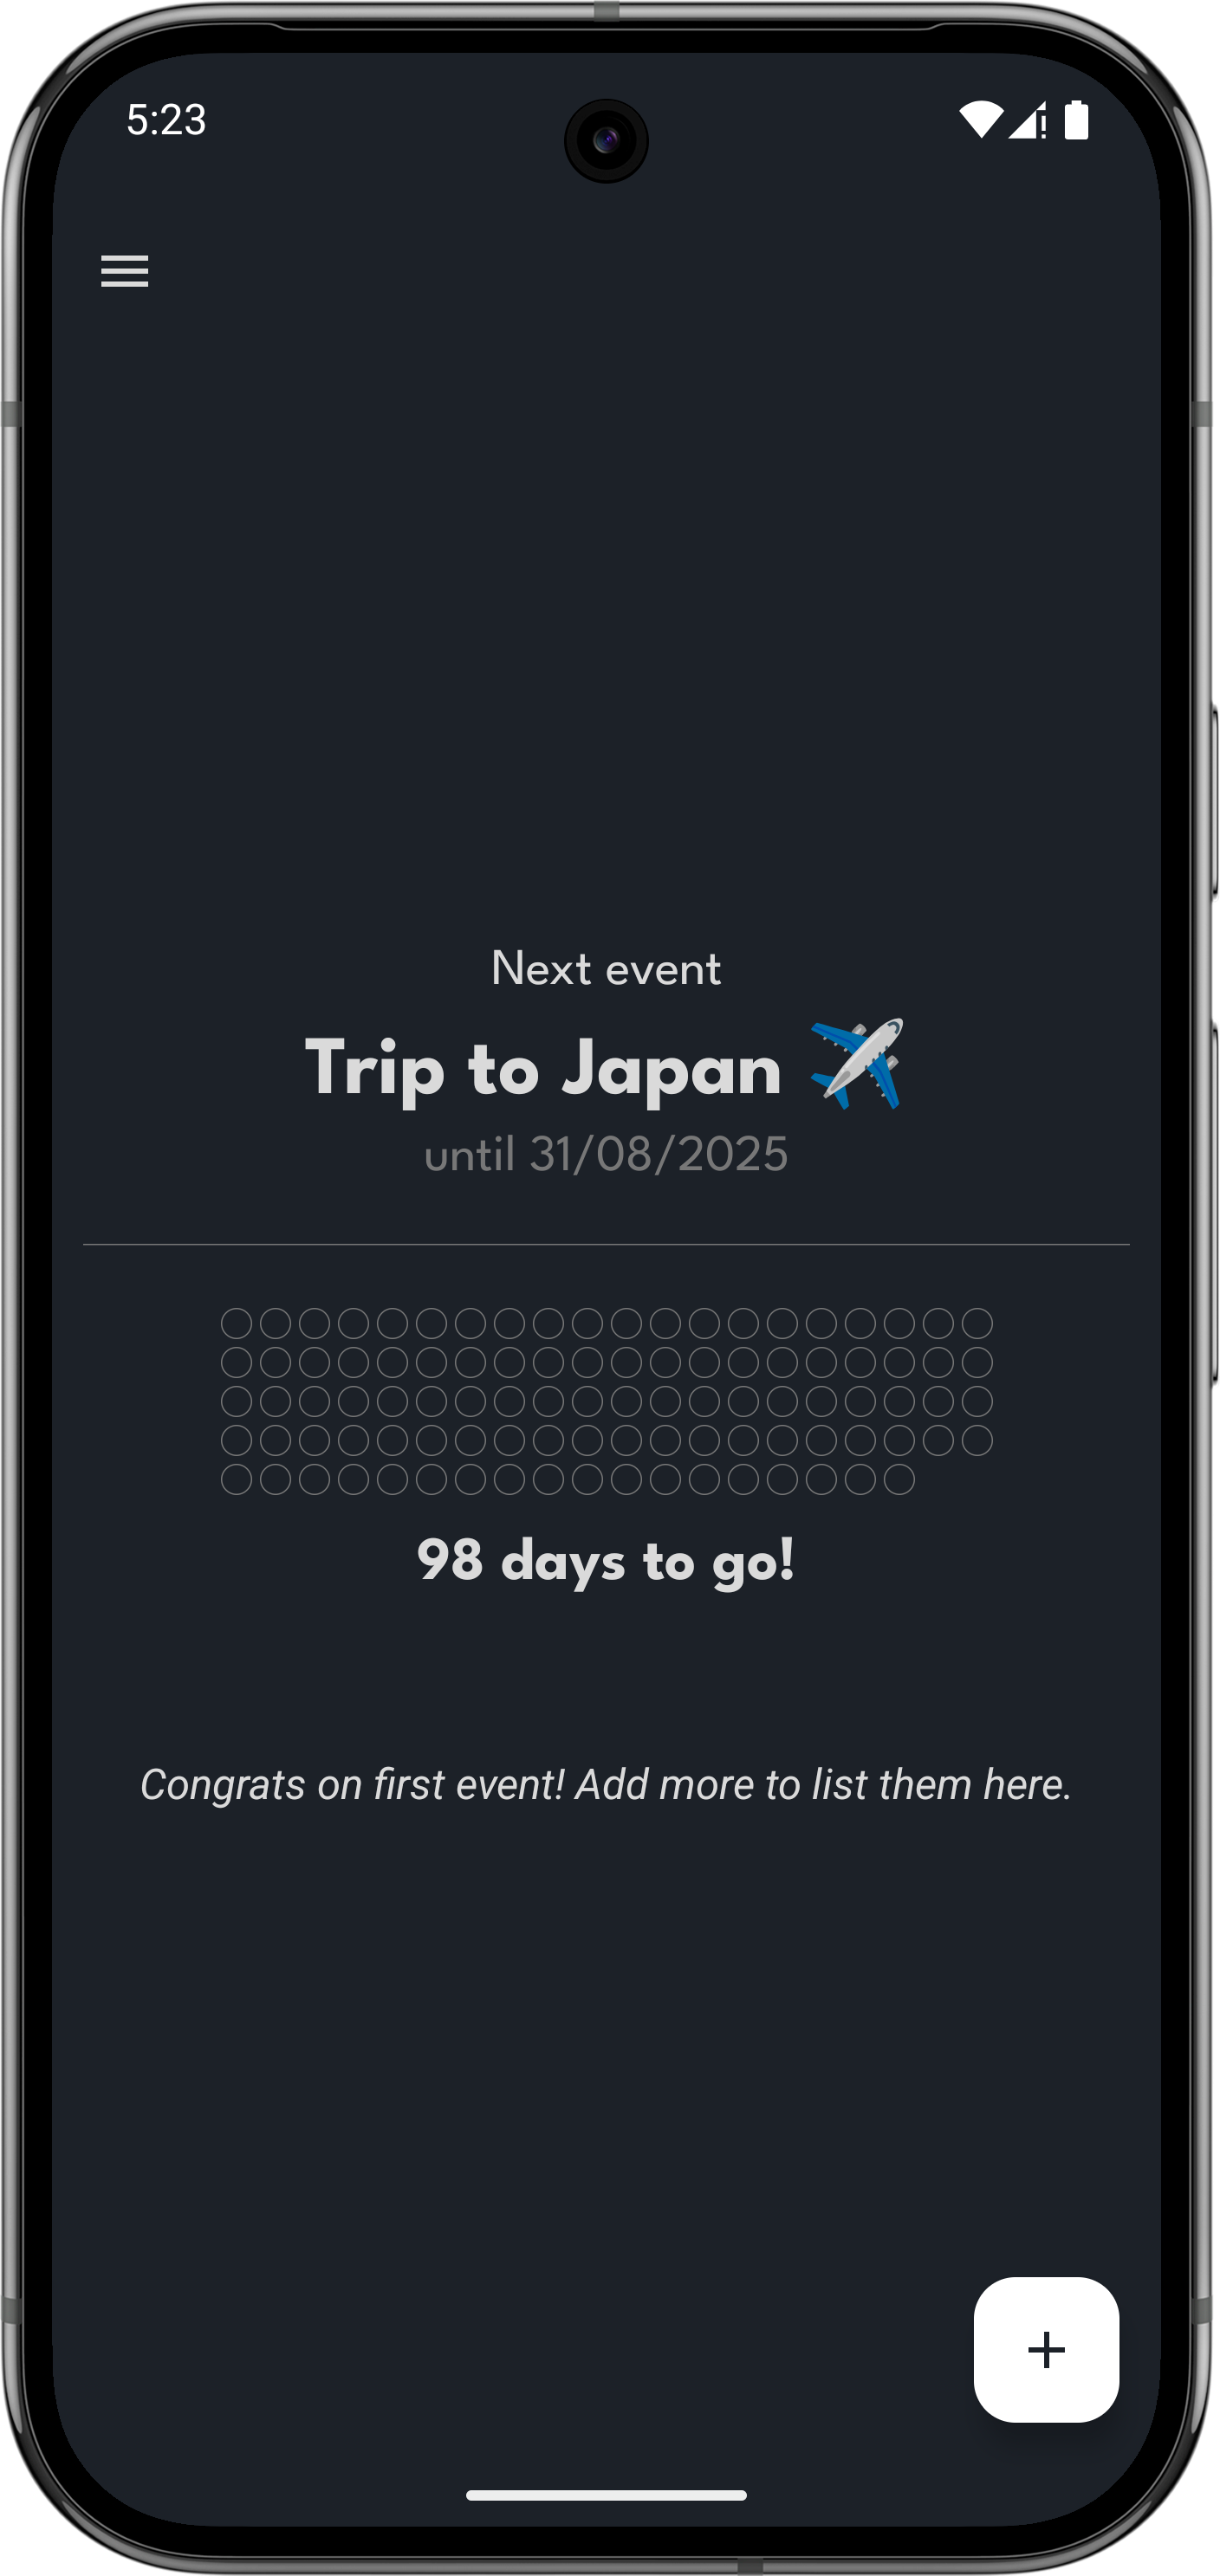 5:23
Next event
Trip to Japan ✈️
until 31/08/2025
98 days to go!
Congrats on first event! Add more to list them here.